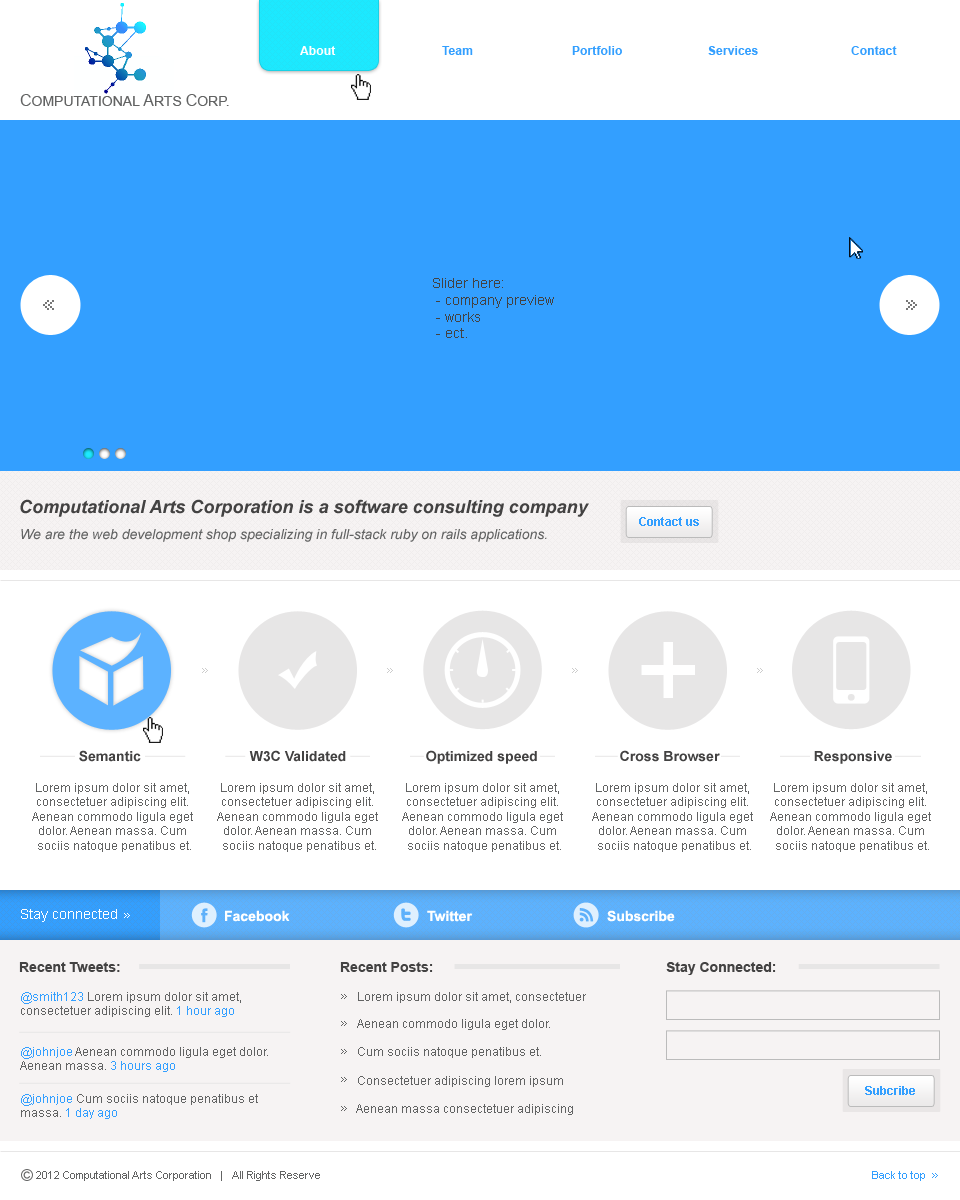 COMPUTATIONAL ARTS CORP.
About
Team
Portfolio
Services
Contact
«
»
Slider here:
- company preview
- works
- ect.
Computational Arts Corporation is a software consulting company
We are the web development shop specializing in full-stack ruby on rails applications.
Contact us
»
»
»
»
Semantic
Lorem ipsum dolor sit amet,
consectetuer adipiscing elit.
Aenean commodo ligula eget
dolor. Aenean massa. Cum
sociis natoque penatibus et.
W3C Validated
Lorem ipsum dolor sit amet,
consectetuer adipiscing elit.
Aenean commodo ligula eget
dolor. Aenean massa. Cum
sociis natoque penatibus et.
Optimized speed
Lorem ipsum dolor sit amet,
consectetuer adipiscing elit.
Aenean commodo ligula eget
dolor. Aenean massa. Cum
sociis natoque penatibus et.
Cross Browser
Lorem ipsum dolor sit amet,
consectetuer adipiscing elit.
Aenean commodo ligula eget
dolor. Aenean massa. Cum
sociis natoque penatibus et.
Responsive
Lorem ipsum dolor sit amet,
consectetuer adipiscing elit.
Aenean commodo ligula eget
dolor. Aenean massa. Cum
sociis natoque penatibus et.
Stay connected »
Facebook
Twitter
Subscribe
Recent Tweets:
@smith123 Lorem ipsum dolor sit amet,
consectetuer adipiscing elit. 1 hour ago
@johnjoe Aenean commodo ligula eget dolor.
Aenean massa. 3 hours ago
@johnjoe Cum sociis natoque penatibus et
massa. 1 day ago
Recent Posts:
» Lorem ipsum dolor sit amet, consectetuer
» Aenean commodo ligula eget dolor.
» Cum sociis natoque penatibus et.
» Consectetuer adipiscing lorem ipsum
» Aenean massa consectetuer adipiscing
Stay Connected:
Subcribe
© 2012 Computational Arts Corporation | All Rights Reserve
Back to top »